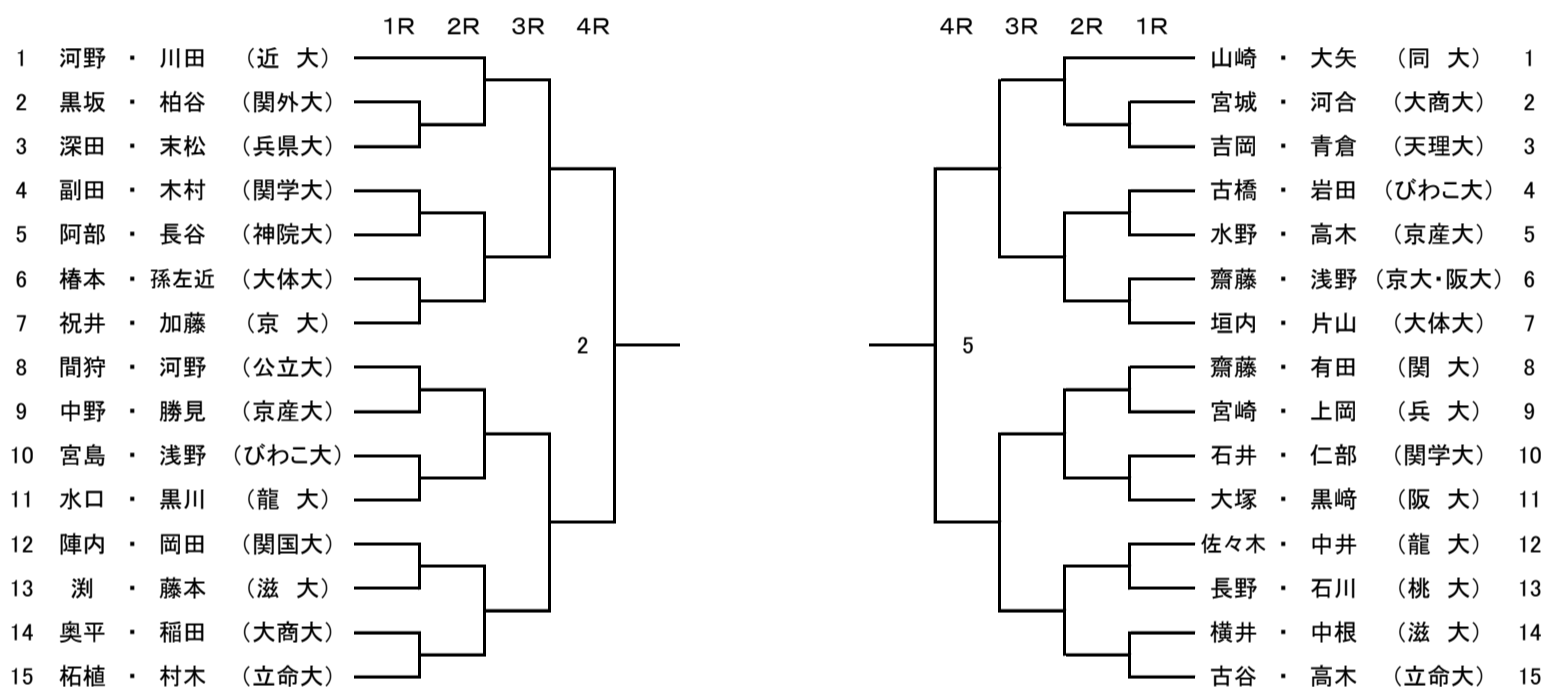 1R 2R 3R 4R
1 河野 ・ 川田 （近 大）
2 黒坂 ・ 柏谷 （関外大）
3 深田 ・ 末松 （兵県大）
4 副田 ・ 木村 （関学大）
5 阿部 ・ 長谷 （神院大）
6 椿本 ・ 孫左近 （大体大）
7 祝井 ・ 加藤 （京 大）
2
8 間狩 ・ 河野 （公立大）
9 中野 ・ 勝見 （京産大）
10 宮島 ・ 浅野 （びわこ大）
11 水口 ・ 黒川 （龍 大）
12 陣内 ・ 岡田 （関国大）
13 渕 ・ 藤本 （滋 大）
14 奥平 ・ 稲田 （大商大）
15 柘植 ・ 村木 （立命大）
4R 3R 2R 1R
山崎 ・ 大矢 （同 大） 1
宮城 ・ 河合 （大商大） 2
吉岡 ・ 青倉 （天理大） 3
古橋 ・ 岩田 （びわこ大） 4
水野 ・ 高木 （京産大） 5
齋藤 ・ 浅野 （京大・阪大） 6
垣内 ・ 片山 （大体大） 7
5
齋藤 ・ 有田 （関 大） 8
宮崎 ・ 上岡 （兵 大） 9
石井 ・ 仁部 （関学大） 10
大塚 ・ 黒﨑 （阪 大） 11
佐々木 ・ 中井 （龍 大） 12
長野 ・ 石川 （桃 大） 13
横井 ・ 中根 （滋 大） 14
古谷 ・ 高木 （立命大） 15